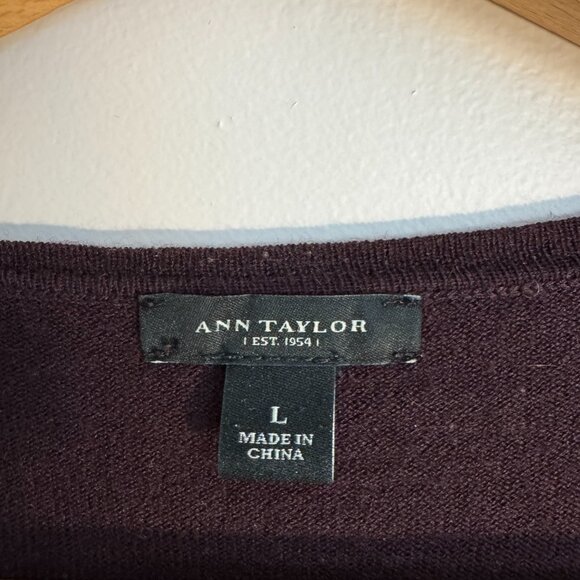 ANN TAYLOR
| EST. 1954 |
L
MADE IN
CHINA